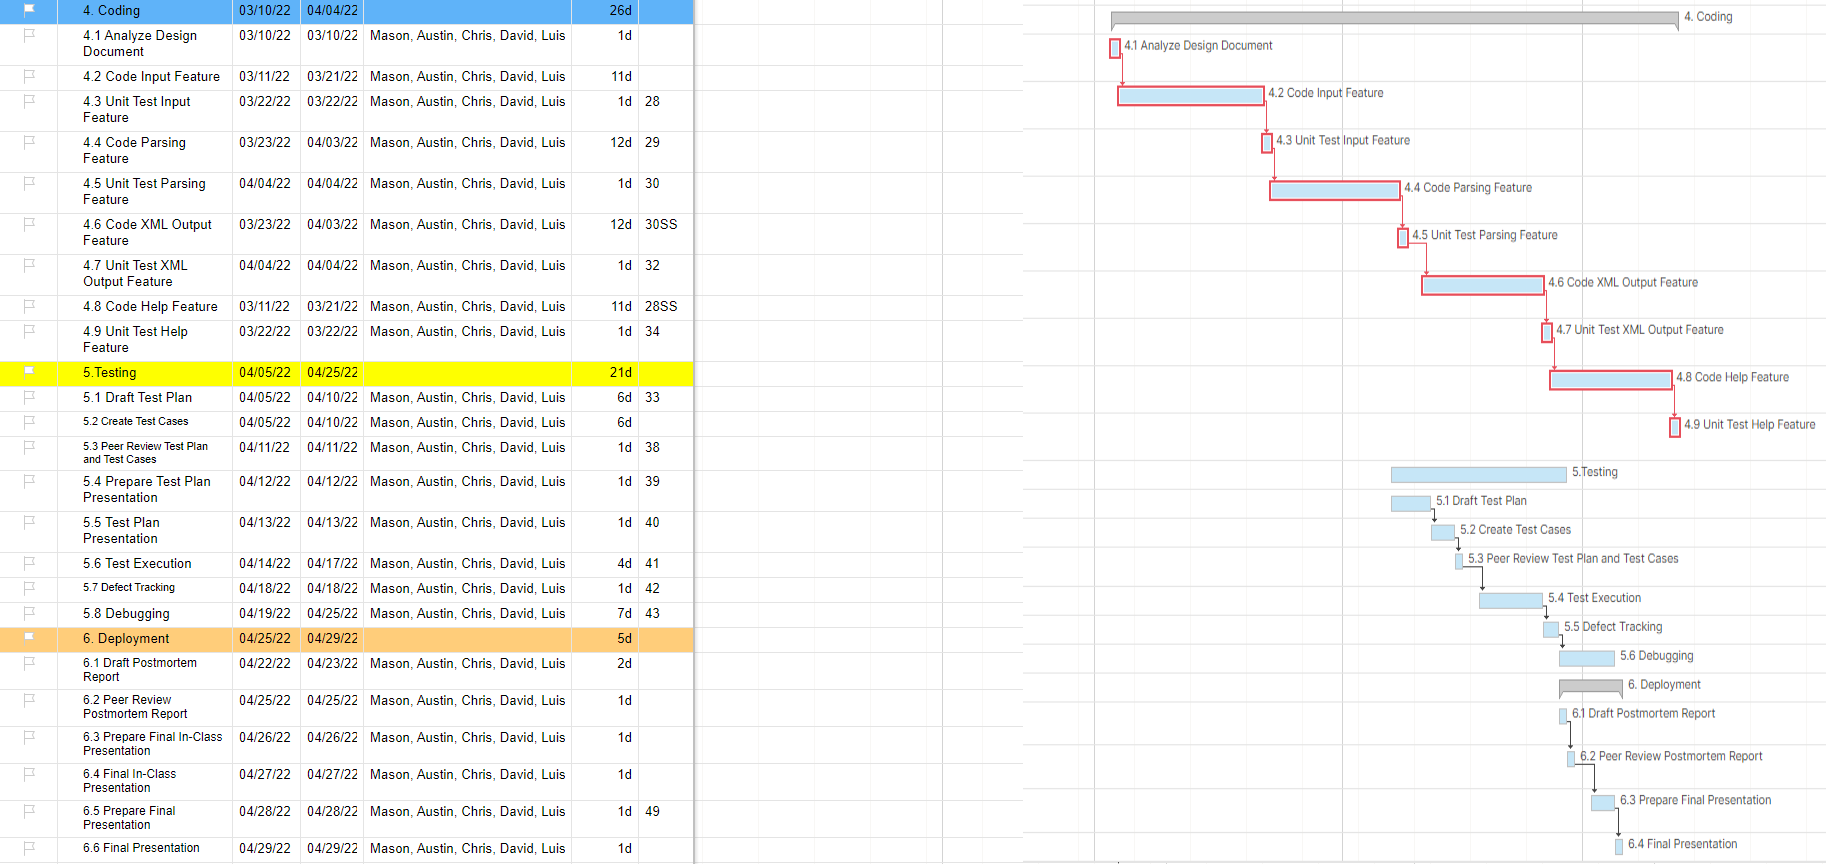 4. Coding 03/10/22 04/04/22 26d
4.1 Analyze Design 03/10/22 03/10/22 Mason, Austin, Chris, David, Luis 1d
Document
4.2 Code Input Feature 03/11/22 03/21/22 Mason, Austin, Chris, David, Luis 11d
4.3 Unit Test Input 03/22/22 03/22/22 Mason, Austin, Chris, David, Luis 1d 28
Feature
4.4 Code Parsing 03/23/22 04/03/22 Mason, Austin, Chris, David, Luis 12d 29
Feature
4.5 Unit Test Parsing 04/04/22 04/04/22 Mason, Austin, Chris, David, Luis 1d 30
Feature
4.6 Code XML Output 03/23/22 04/03/22 Mason, Austin, Chris, David, Luis 12d 30SS
Feature
4.7 Unit Test XML 04/04/22 04/04/22 Mason, Austin, Chris, David, Luis 1d 32
Output Feature
4.8 Code Help Feature 03/11/22 03/21/22 Mason, Austin, Chris, David, Luis 11d 28SS
4.9 Unit Test Help 03/22/22 03/22/22 Mason, Austin, Chris, David, Luis 1d 34
Feature
5.Testing 04/05/22 04/25/22 21d
5.1 Draft Test Plan 04/05/22 04/10/22 Mason, Austin, Chris, David, Luis 6d 33
5.2 Create Test Cases 04/05/22 04/10/22 Mason, Austin, Chris, David, Luis 6d
5.3 Peer Review Test Plan 04/11/22 04/11/22 Mason, Austin, Chris, David, Luis 1d 38
and Test Cases
5.4 Prepare Test Plan 04/12/22 04/12/22 Mason, Austin, Chris, David, Luis 1d 39
Presentation
5.5 Test Plan 04/13/22 04/13/22 Mason, Austin, Chris, David, Luis 1d 40
Presentation
5.6 Test Execution 04/14/22 04/17/22 Mason, Austin, Chris, David, Luis 4d 41
5.7 Defect Tracking 04/18/22 04/18/22 Mason, Austin, Chris, David, Luis 1d 42
5.8 Debugging 04/19/22 04/25/22 Mason, Austin, Chris, David, Luis 7d 43
6. Deployment 04/25/22 04/29/22 5d
6.1 Draft Postmortem 04/22/22 04/23/22 Mason, Austin, Chris, David, Luis 2d
Report
6.2 Peer Review 04/25/22 04/25/22 Mason, Austin, Chris, David, Luis 1d
Postmortem Report
6.3 Prepare Final In-Class 04/26/22 04/26/22 Mason, Austin, Chris, David, Luis 1d
Presentation
6.4 Final In-Class 04/27/22 04/27/22 Mason, Austin, Chris, David, Luis 1d
Presentation
6.5 Prepare Final 04/28/22 04/28/22 Mason, Austin, Chris, David, Luis 1d 49
Presentation
6.6 Final Presentation 04/29/22 04/29/22 Mason, Austin, Chris, David, Luis 1d
4. Coding
4.1 Analyze Design Document
4.2 Code Input Feature
4.3 Unit Test Input Feature
4.4 Code Parsing Feature
4.5 Unit Test Parsing Feature
4.6 Code XML Output Feature
4.7 Unit Test XML Output Feature
4.8 Code Help Feature
4.9 Unit Test Help Feature
5.Testing
5.1 Draft Test Plan
5.2 Create Test Cases
5.3 Peer Review Test Plan and Test Cases
5.4 Test Execution
5.5 Defect Tracking
5.6 Debugging
6. Deployment
6.1 Draft Postmortem Report
6.2 Peer Review Postmortem Report
6.3 Prepare Final Presentation
6.4 Final Presentation